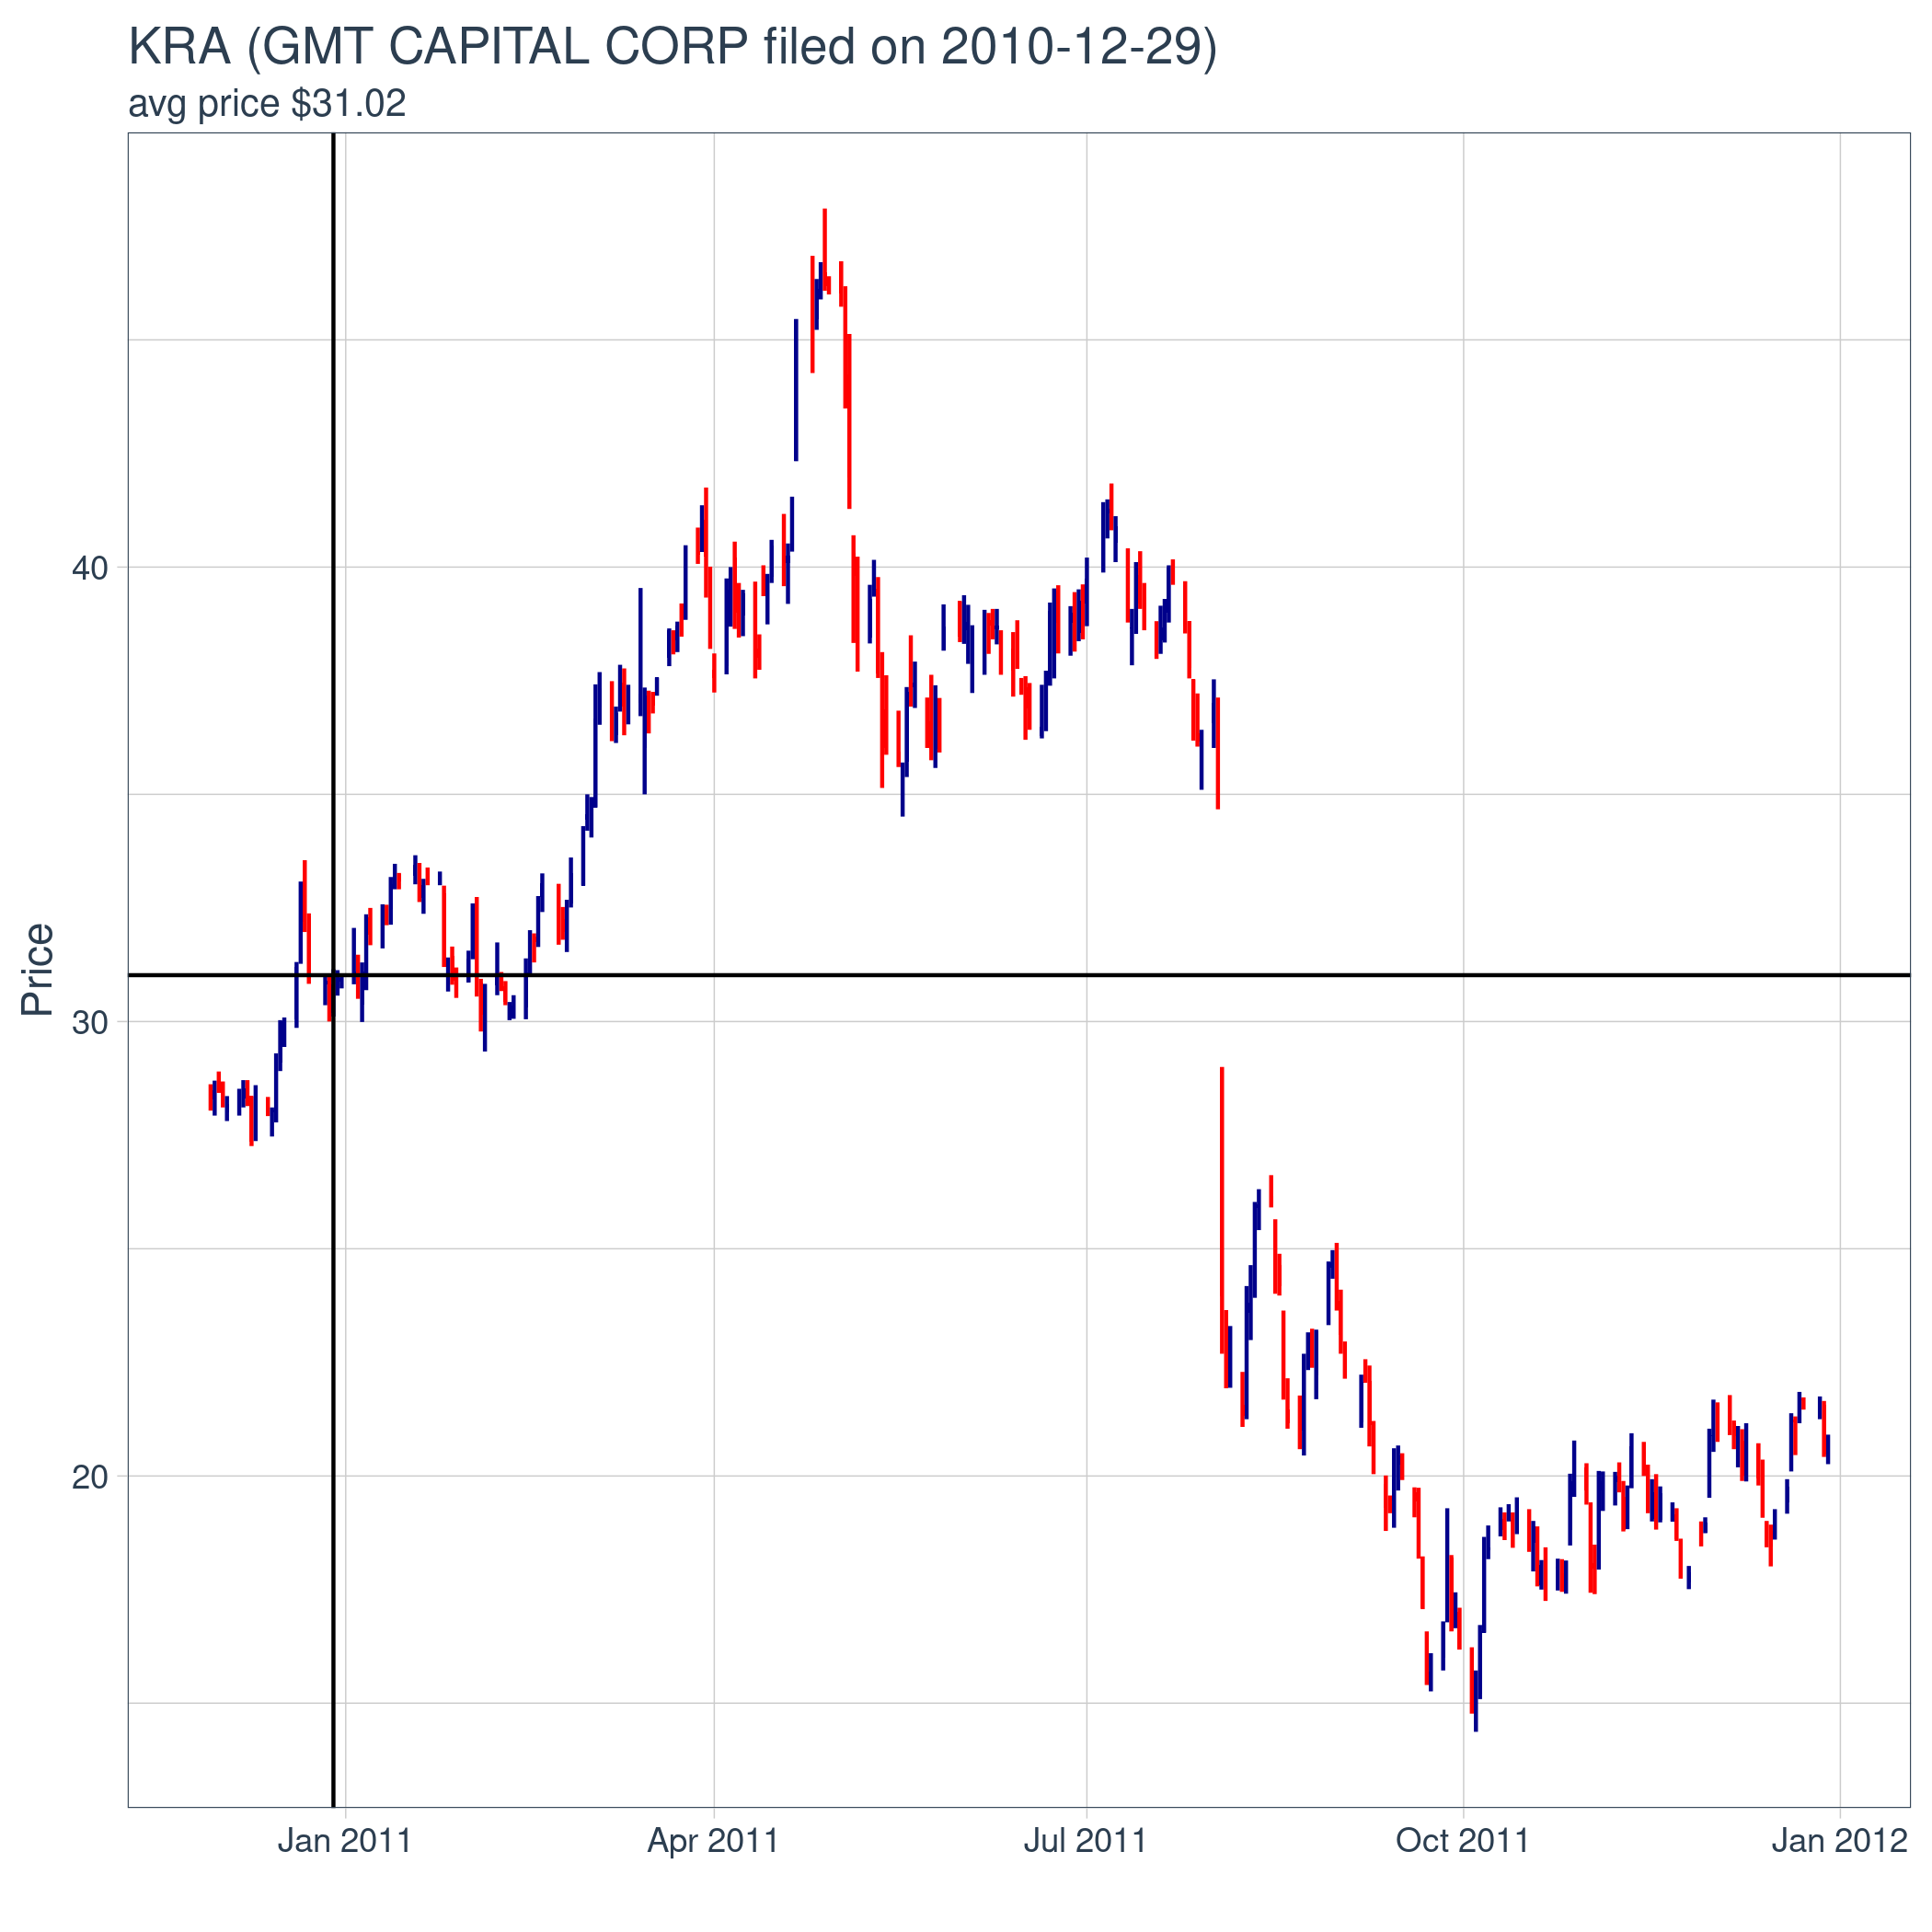 KRA (GMT CAPITAL CORP filed on 2010-12-29)
avg price $31.02
Price
40
30
20
Jan 2011
Apr 2011
Jul 2011
Oct 2011
Jan 2012